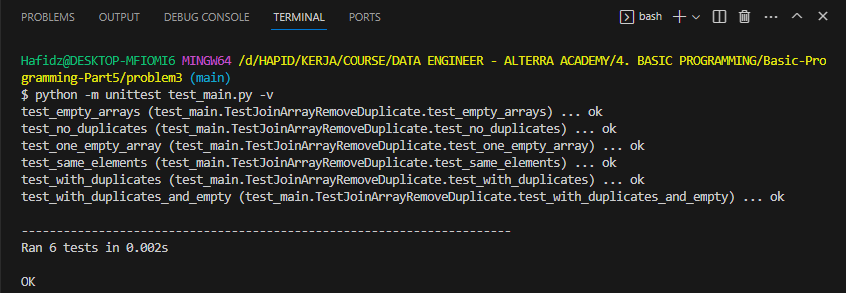 PROBLEMS OUTPUT DEBUG CONSOLE TERMINAL PORTS bash
Hafidz@DESKTOP-MFIOMI6 MINGW64 /d/HAPID/KERJA/COURSE/DATA ENGINEER - ALTERRA ACADEMY/4. BASIC PROGRAMMING/Basic-Pro
gramming-Part5/problem3 (main)
$ python -m unittest test_main.py -v
test_empty_arrays (test_main.TestJoinArrayRemoveDuplicate.test_empty_arrays) ... ok
test_no_duplicates (test_main.TestJoinArrayRemoveDuplicate.test_no_duplicates) ... ok
test_one_empty_array (test_main.TestJoinArrayRemoveDuplicate.test_one_empty_array) ... ok
test_same_elements (test_main.TestJoinArrayRemoveDuplicate.test_same_elements) ... ok
test_with_duplicates (test_main.TestJoinArrayRemoveDuplicate.test_with_duplicates) ... ok
test_with_duplicates_and_empty (test_main.TestJoinArrayRemoveDuplicate.test_with_duplicates_and_empty) ... ok
----------------------------------------------------------------------
Ran 6 tests in 0.002s
OK